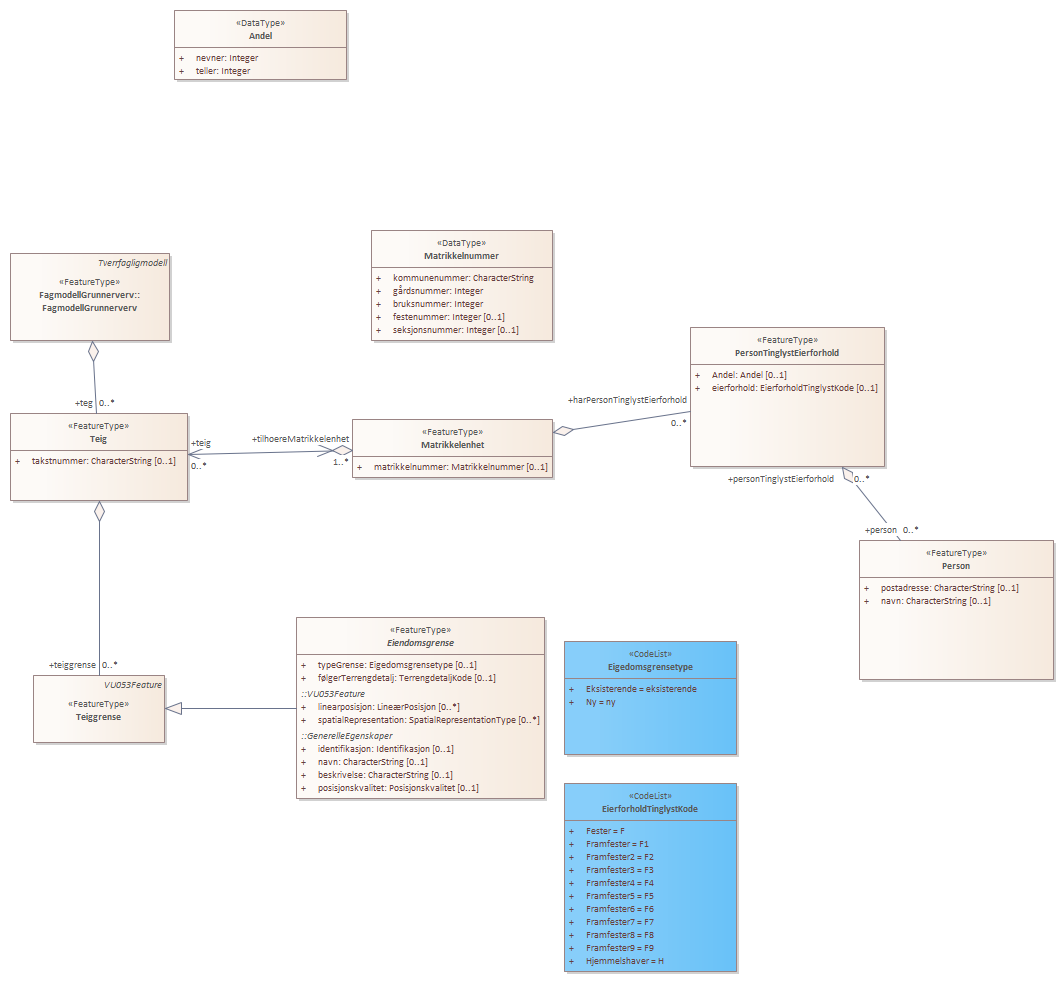 «DataType»
Andel
+ nevner: Integer
+ teller: Integer
«DataType»
Matrikkelnummer
+ kommunenummer: CharacterString
+ gårdsnummer: Integer
+ bruksnummer: Integer
+ festenummer: Integer [0..1]
+ seksjonsnummer: Integer [0..1]
Tverrfagligmodell
«FeatureType»
FagmodellGrunnerverv::
FagmodellGrunnerverv
+teg 0..*
«FeatureType»
Teig
+ takstnummer: CharacterString [0..1]
+teig
0..*
+tilhoereMatrikkelenhet
1..*
«FeatureType»
Matrikkelenhet
+ matrikkelnummer: Matrikkelnummer [0..1]
+harPersonTinglystEierforhold
0..*
«FeatureType»
PersonTinglystEierforhold
+ Andel: Andel [0..1]
+ eierforhold: EierforholdTinglystKode [0..1]
+personTinglystEierforhold 0..*
+person 0..*
«FeatureType»
Person
+ postadresse: CharacterString [0..1]
+ navn: CharacterString [0..1]
+teiggrense 0..*
VU053Feature
«FeatureType»
Teiggrense
«FeatureType»
Eiendomsgrense
+ typeGrense: Eigedomsgrensetype [0..1]
+ følgerTerrengdetalj: TerrengdetaljKode [0..1]
::VU053Feature
+ linearposisjon: LineærPosisjon [0..*]
+ spatialRepresentation: SpatialRepresentationType [0..*]
::GenerelleEgenskaper
+ identifikasjon: Identifikasjon [0..1]
+ navn: CharacterString [0..1]
+ beskrivelse: CharacterString [0..1]
+ posisjonskvalitet: Posisjonskvalitet [0..1]
«CodeList»
Eigedomsgrensetype
+ Eksisterende = eksisterende
+ Ny = ny
«CodeList»
EierforholdTinglystKode
+ Fester = F
+ Framfester = F1
+ Framfester2 = F2
+ Framfester3 = F3
+ Framfester4 = F4
+ Framfester5 = F5
+ Framfester6 = F6
+ Framfester7 = F7
+ Framfester8 = F8
+ Framfester9 = F9
+ Hjemmelshaver = H